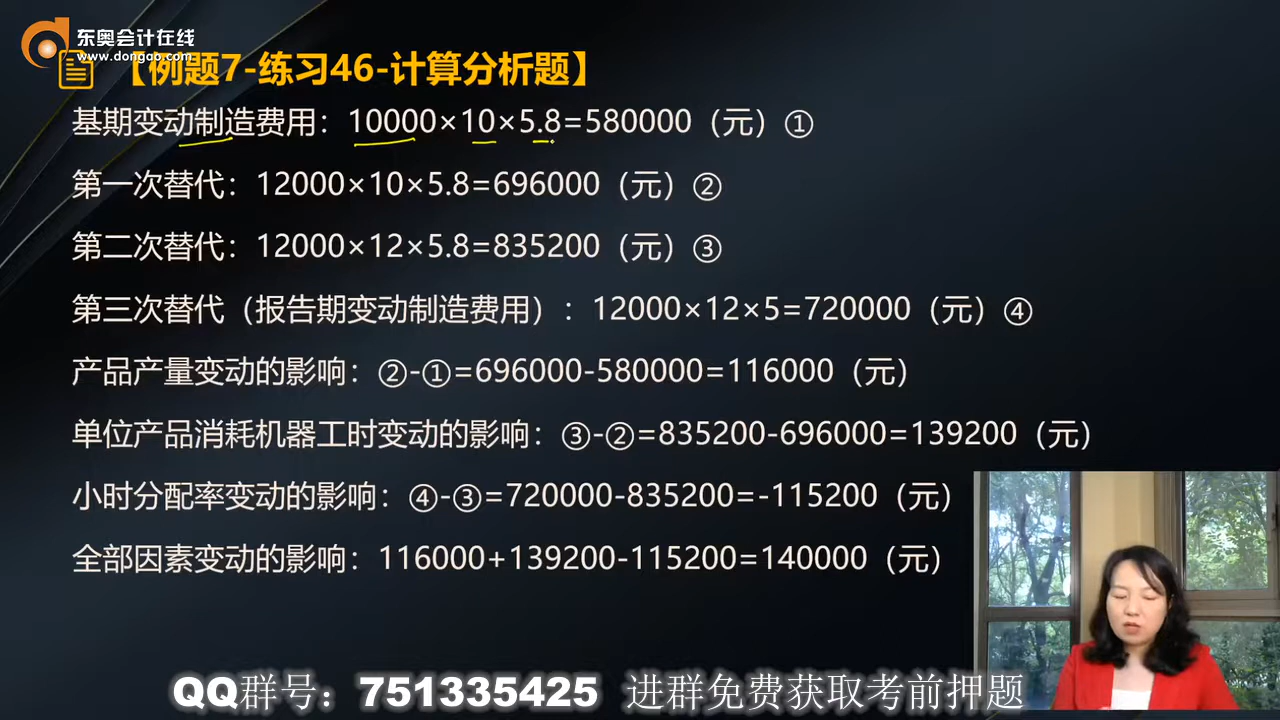 东奥会计在线
www.dongao.com
【例题7-练习46-计算分析题】
基期变动制造费用：10000×10×5.8=580000（元）①
第一次替代：12000×10×5.8=696000（元）②
第二次替代：12000×12×5.8=835200（元）③
第三次替代（报告期变动制造费用）：12000×12×5=720000（元）④
产品产量变动的影响：②-①=696000-580000=116000（元）
单位产品消耗机器工时变动的影响：③-②=835200-696000=139200（元）
小时分配率变动的影响：④-③=720000-835200=-115200（元）
全部因素变动的影响：116000+139200-115200=140000（元）
QQ群号：751335425 进群免费获取考前押题